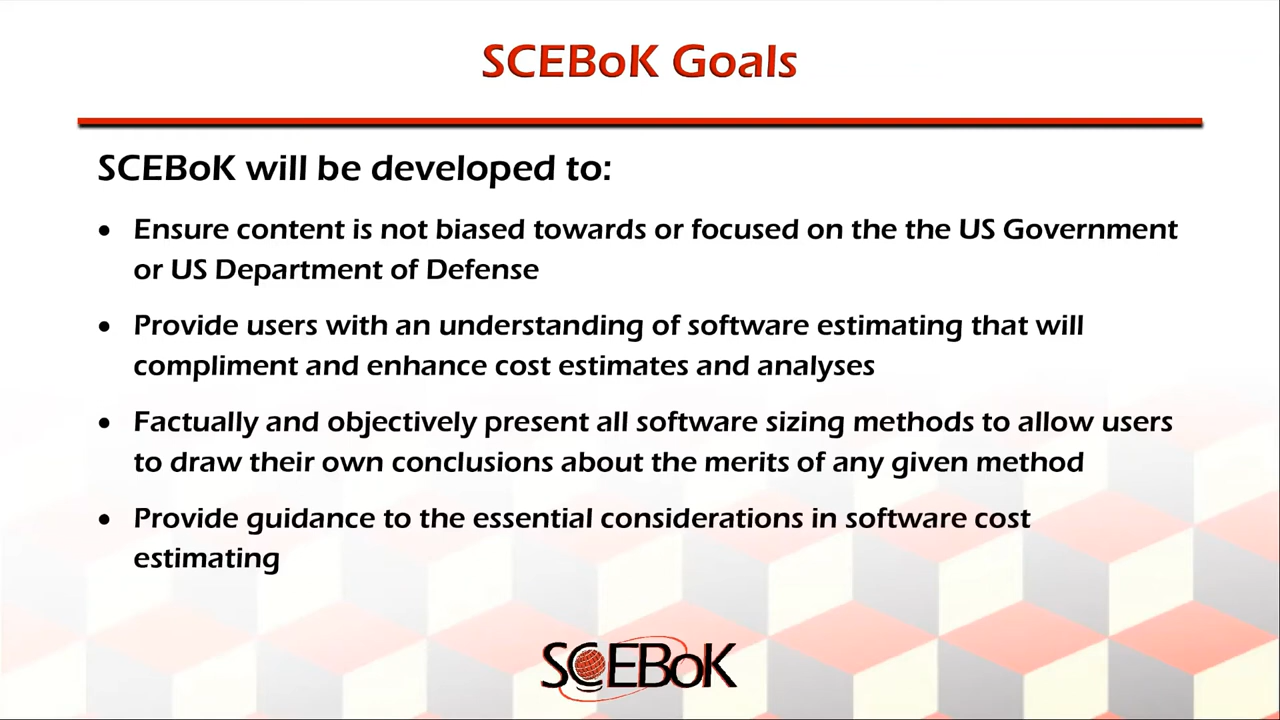 SCEBoK Goals
SCEBoK will be developed to:
• Ensure content is not biased towards or focused on the the US Government
or US Department of Defense
• Provide users with an understanding of software estimating that will
compliment and enhance cost estimates and analyses
• Factually and objectively present all software sizing methods to allow users
to draw their own conclusions about the merits of any given method
• Provide guidance to the essential considerations in software cost
estimating
SCEBoK